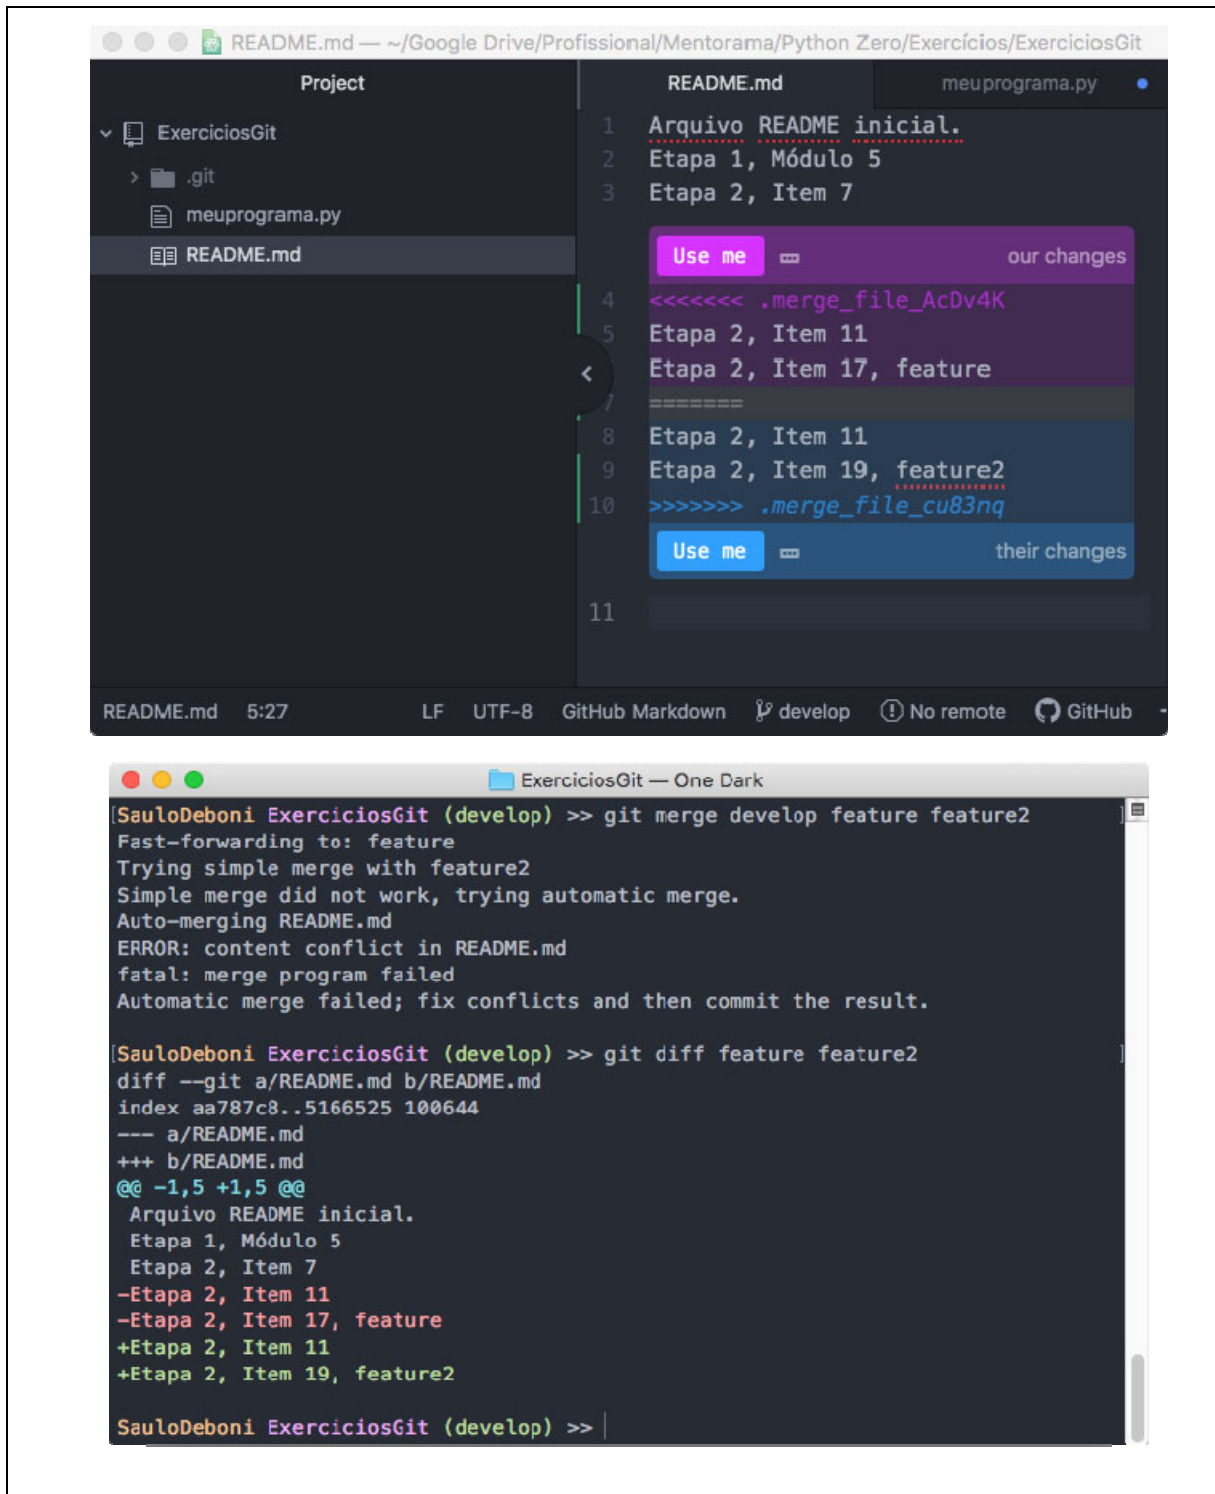 README.md — ~/Google Drive/Profissional/Mentorama/Python Zero/Exercícios/ExerciciosGit
Project
README.md
meuprograma.py
ExerciciosGit
.git
meuprograma.py
README.md
1 Arquivo README inicial.
2 Etapa 1, Módulo 5
3 Etapa 2, Item 7
Use me our changes
4 <<<<<<< .merge_file_AcDv4K
5 Etapa 2, Item 11
Etapa 2, Item 17, feature
7 =======
8 Etapa 2, Item 11
9 Etapa 2, Item 19, feature2
10 >>>>>>> .merge_file_cu83nq
Use me their changes
11
README.md 5:27 LF UTF-8 GitHub Markdown develop No remote GitHub
ExerciciosGit — One Dark
[SauloDeboni ExerciciosGit (develop) >> git merge develop feature feature2 ]
Fast-forwarding to: feature
Trying simple merge with feature2
Simple merge did not work, trying automatic merge.
Auto-merging README.md
ERROR: content conflict in README.md
fatal: merge program failed
Automatic merge failed; fix conflicts and then commit the result.
[SauloDeboni ExerciciosGit (develop) >> git diff feature feature2 ]
diff --git a/README.md b/README.md
index aa787c8..5166525 100644
--- a/README.md
+++ b/README.md
@@ -1,5 +1,5 @@
Arquivo README inicial.
Etapa 1, Módulo 5
Etapa 2, Item 7
-Etapa 2, Item 11
-Etapa 2, Item 17, feature
+Etapa 2, Item 11
+Etapa 2, Item 19, feature2
SauloDeboni ExerciciosGit (develop) >>